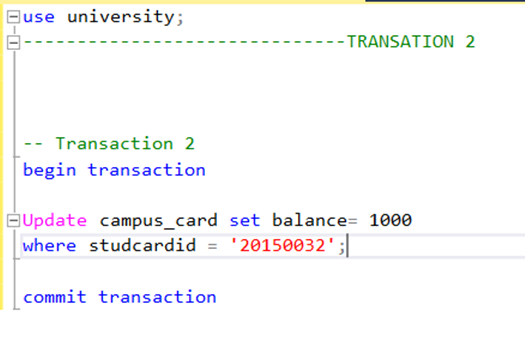 use university;
------------------------------TRANSATION 2
-- Transaction 2
begin transaction
Update campus_card set balance= 1000
where studcardid = '20150032';
commit transaction